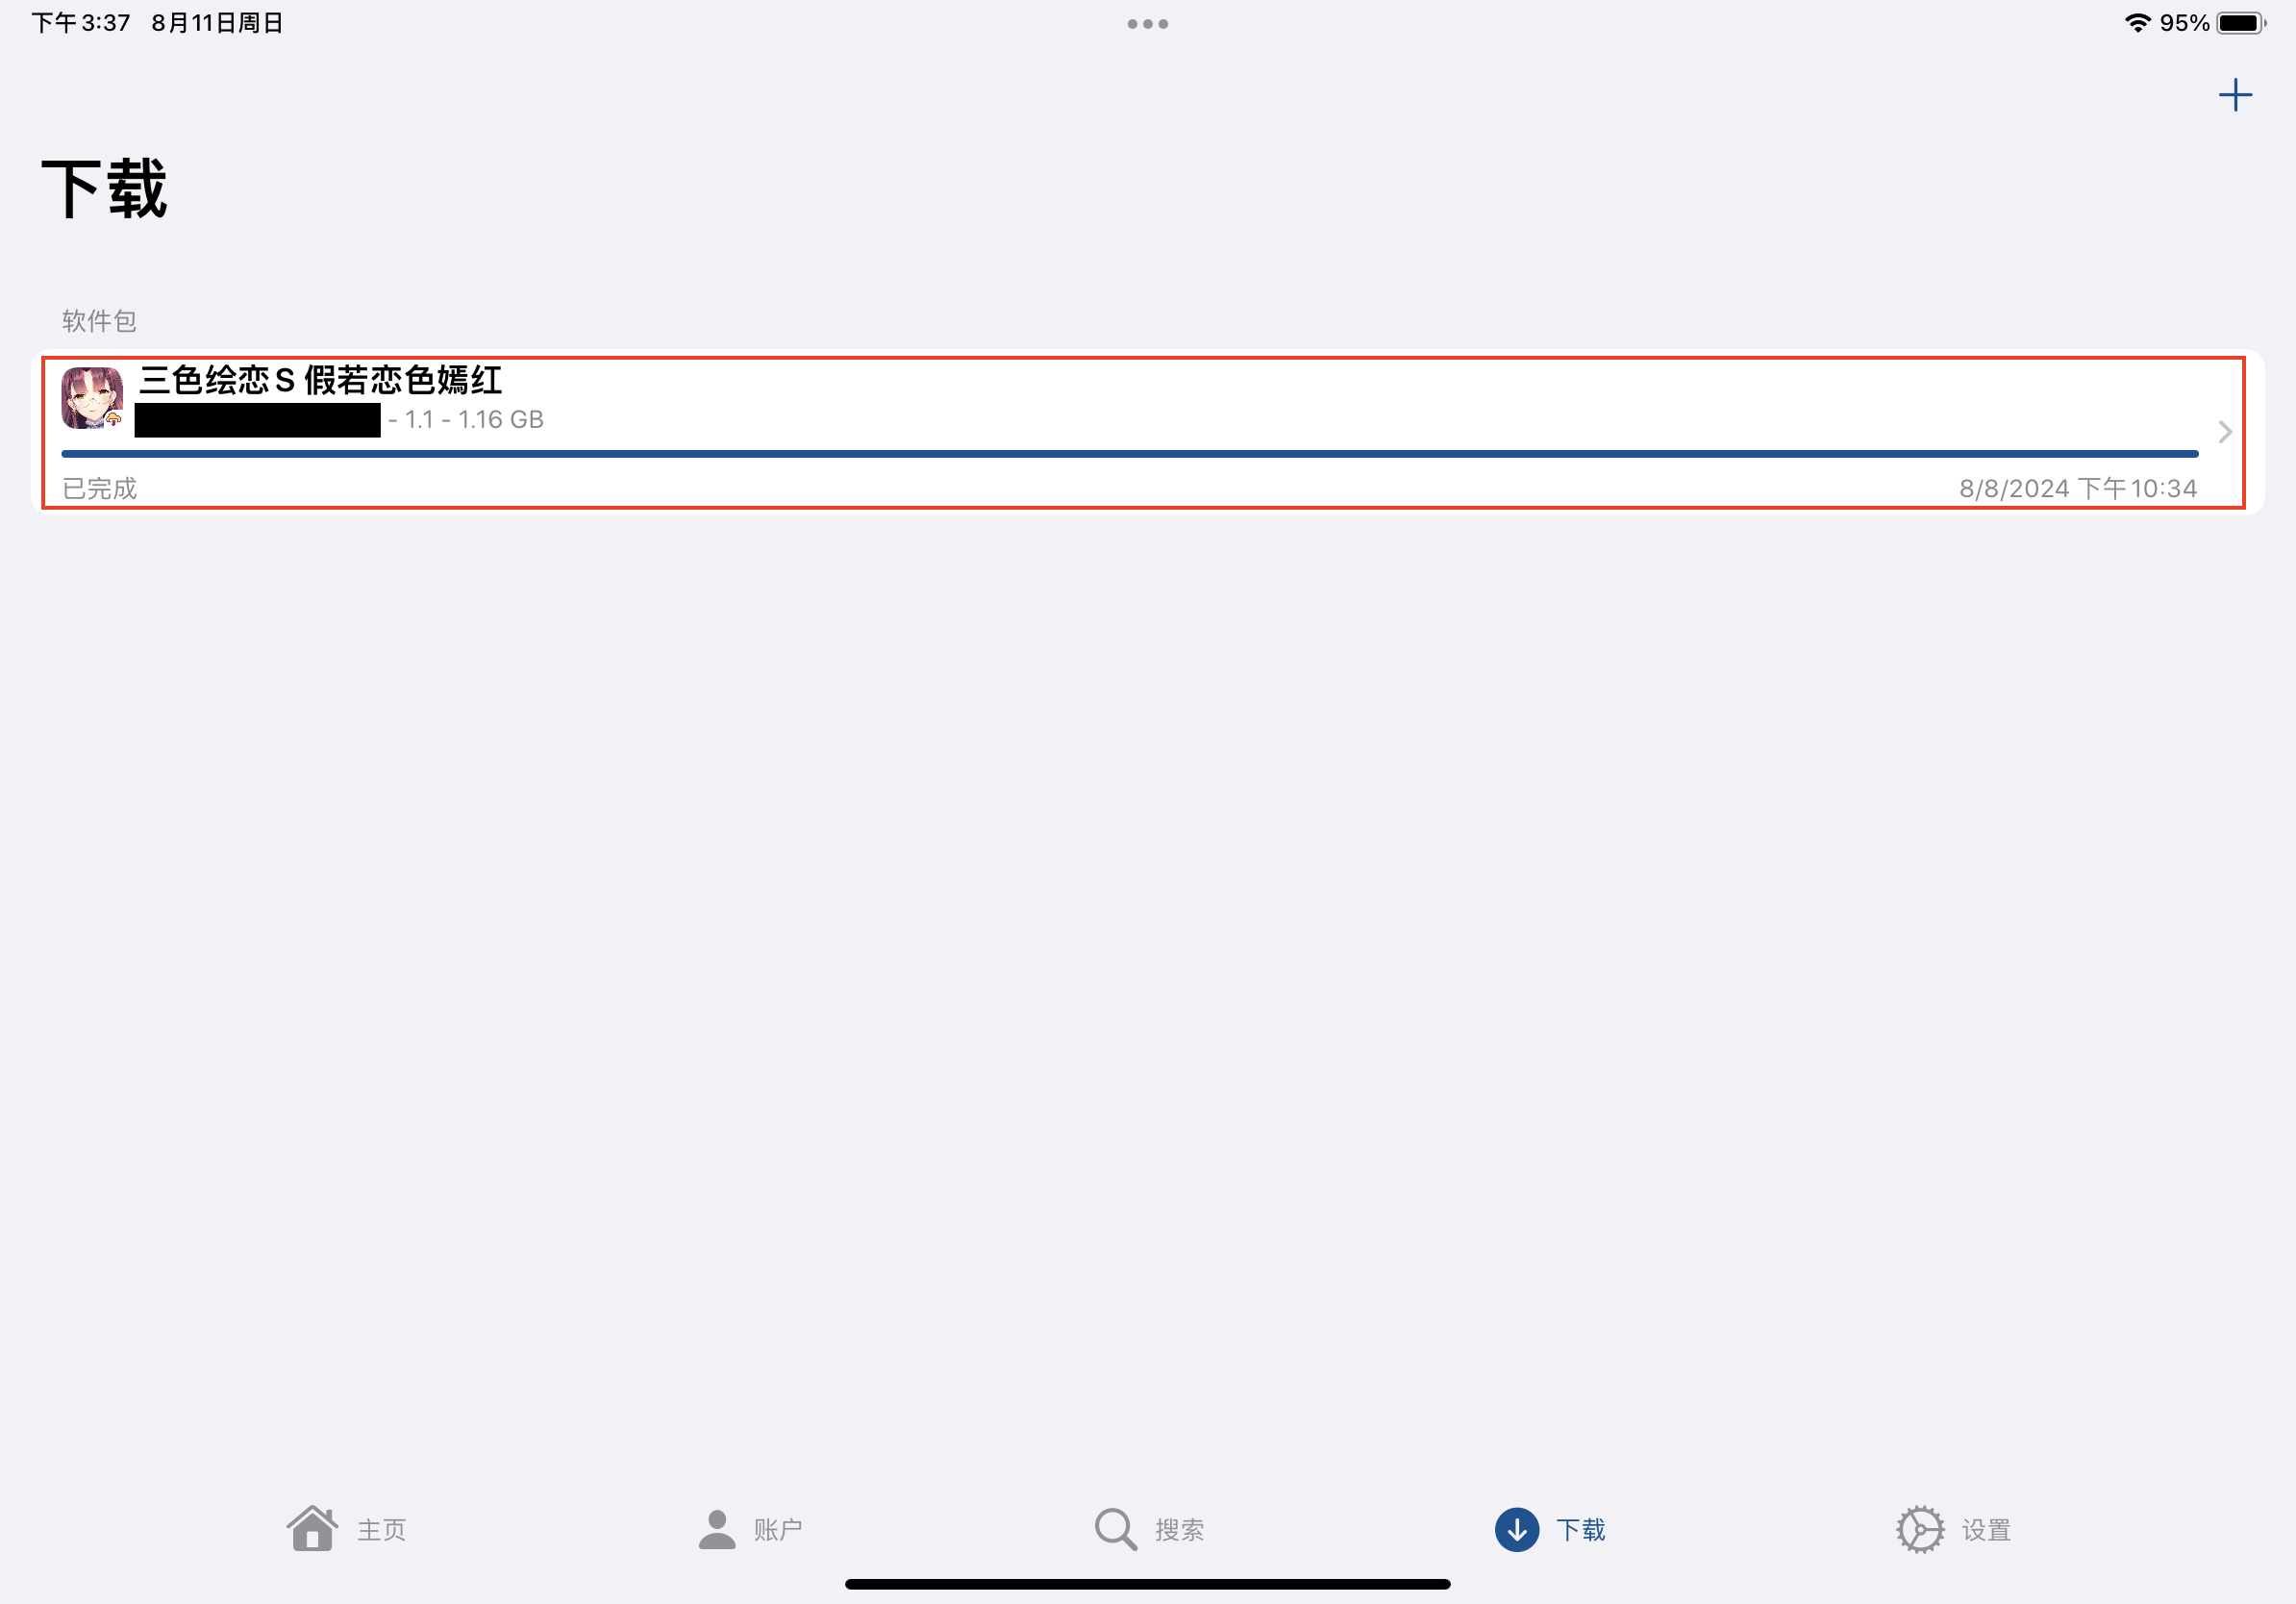 下午3:37 8月11日周日
95%
下载
软件包
三色绘恋S 假若恋色嫣红
- 1.1 - 1.16 GB
已完成
8/8/2024 下午10:34
主页
账户
搜索
下载
设置